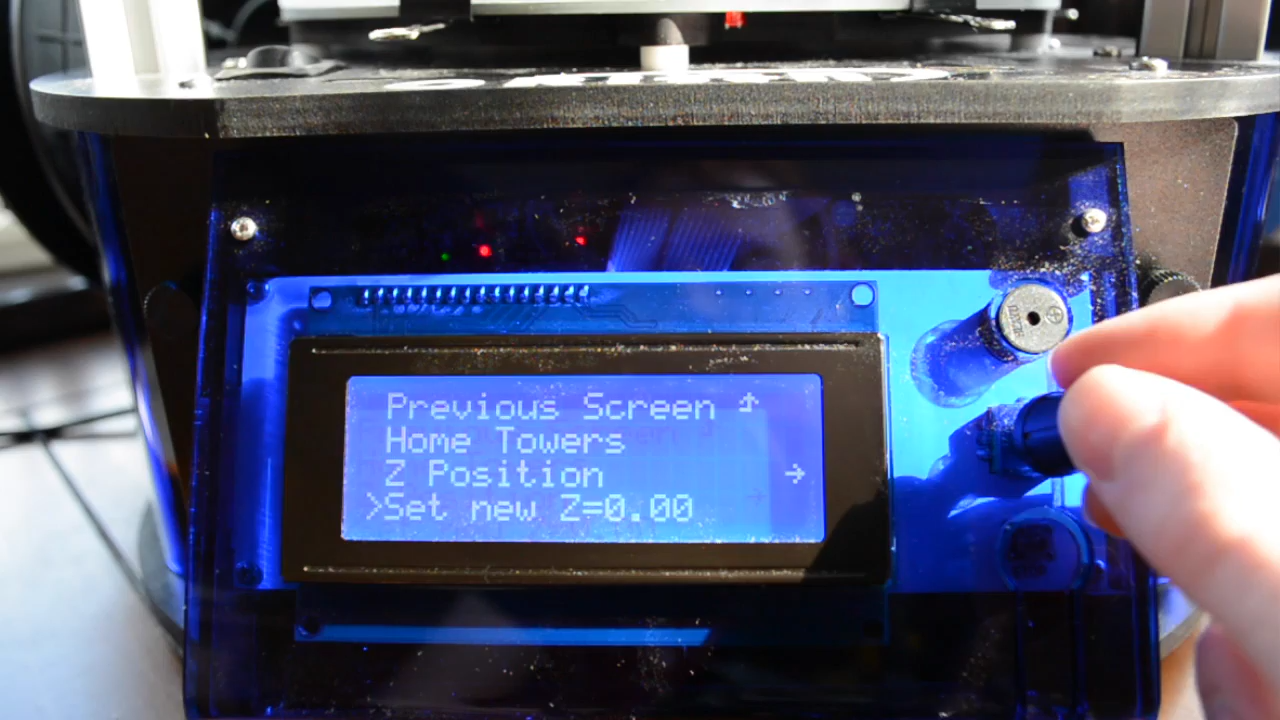 Previous Screen ↥
Home Towers
Z Position →
>Set new Z=0.00